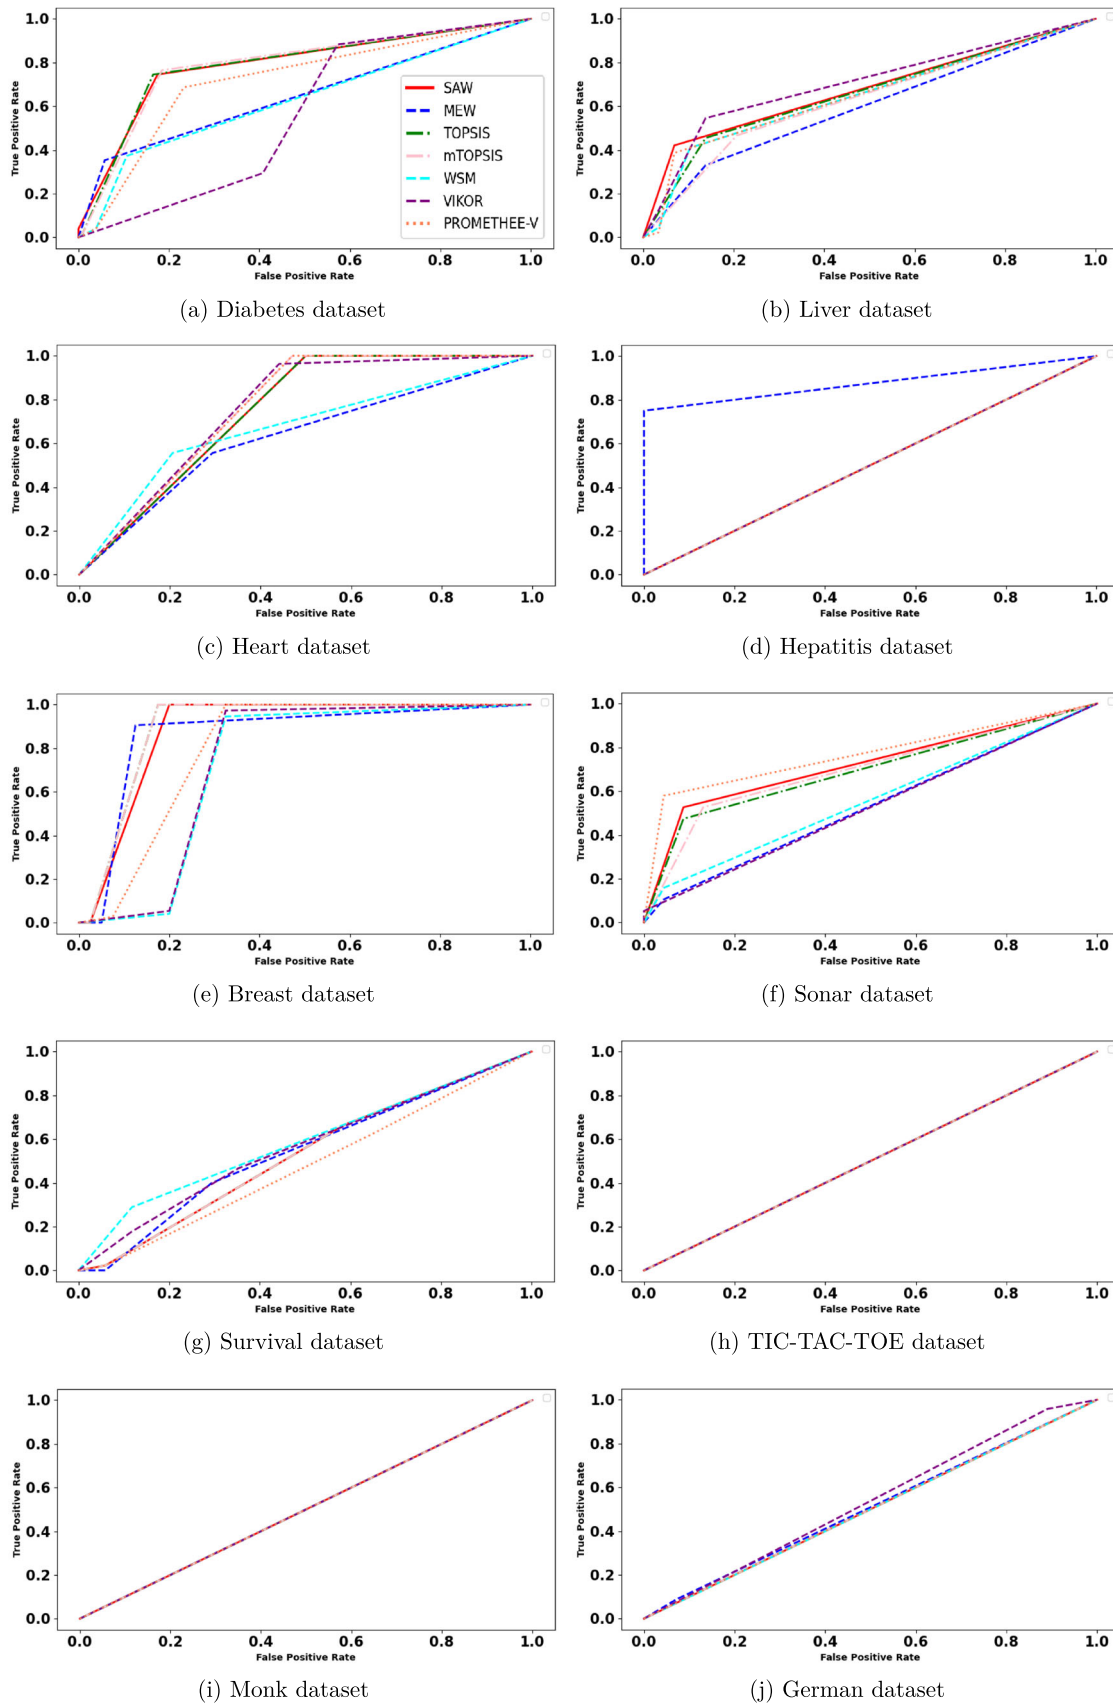 1.0
0.8
0.6
0.4
0.2
0.0
True Positive Rate
0.0 0.2 0.4 0.6 0.8 1.0
False Positive Rate
SAW
MEW
TOPSIS
mTOPSIS
WSM
VIKOR
PROMETHEE-V
(a) Diabetes dataset
1.0
0.8
0.6
0.4
0.2
0.0
True Positive Rate
0.0 0.2 0.4 0.6 0.8 1.0
False Positive Rate
(b) Liver dataset
1.0
0.8
0.6
0.4
0.2
0.0
True Positive Rate
0.0 0.2 0.4 0.6 0.8 1.0
False Positive Rate
(c) Heart dataset
1.0
0.8
0.6
0.4
0.2
0.0
True Positive Rate
0.0 0.2 0.4 0.6 0.8 1.0
False Positive Rate
(d) Hepatitis dataset
1.0
0.8
0.6
0.4
0.2
0.0
True Positive Rate
0.0 0.2 0.4 0.6 0.8 1.0
False Positive Rate
(e) Breast dataset
1.0
0.8
0.6
0.4
0.2
0.0
True Positive Rate
0.0 0.2 0.4 0.6 0.8 1.0
False Positive Rate
(f) Sonar dataset
1.0
0.8
0.6
0.4
0.2
0.0
True Positive Rate
0.0 0.2 0.4 0.6 0.8 1.0
False Positive Rate
(g) Survival dataset
1.0
0.8
0.6
0.4
0.2
0.0
True Positive Rate
0.0 0.2 0.4 0.6 0.8 1.0
False Positive Rate
(h) TIC-TAC-TOE dataset
1.0
0.8
0.6
0.4
0.2
0.0
True Positive Rate
0.0 0.2 0.4 0.6 0.8 1.0
False Positive Rate
(i) Monk dataset
1.0
0.8
0.6
0.4
0.2
0.0
True Positive Rate
0.0 0.2 0.4 0.6 0.8 1.0
False Positive Rate
(j) German dataset